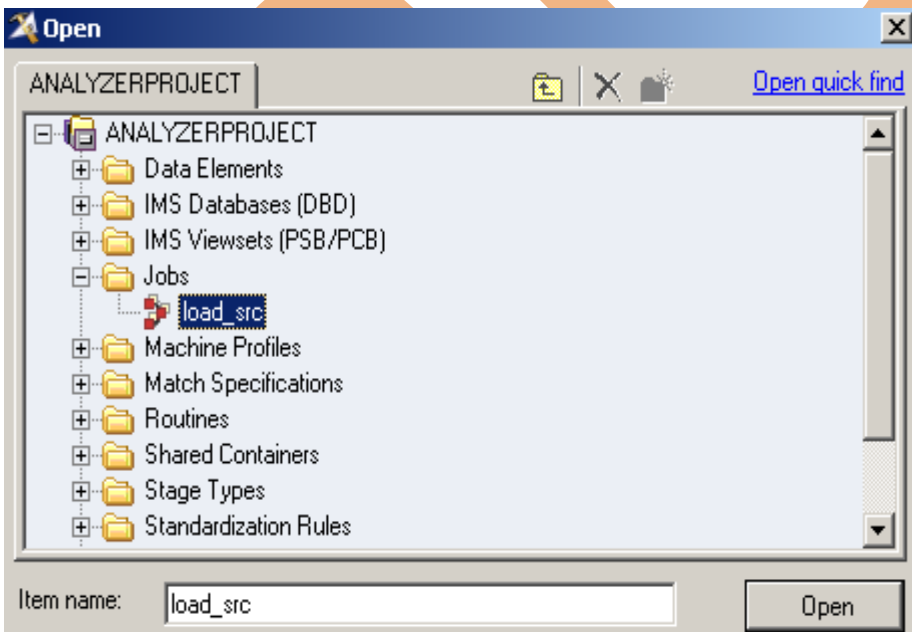 Open
ANALYZERPROJECT
Open quick find
ANALYZERPROJECT
Data Elements
IMS Databases (DBD)
IMS Viewsets (PSB/PCB)
Jobs
load_src
Machine Profiles
Match Specifications
Routines
Shared Containers
Stage Types
Standardization Rules
Item name: load_src Open